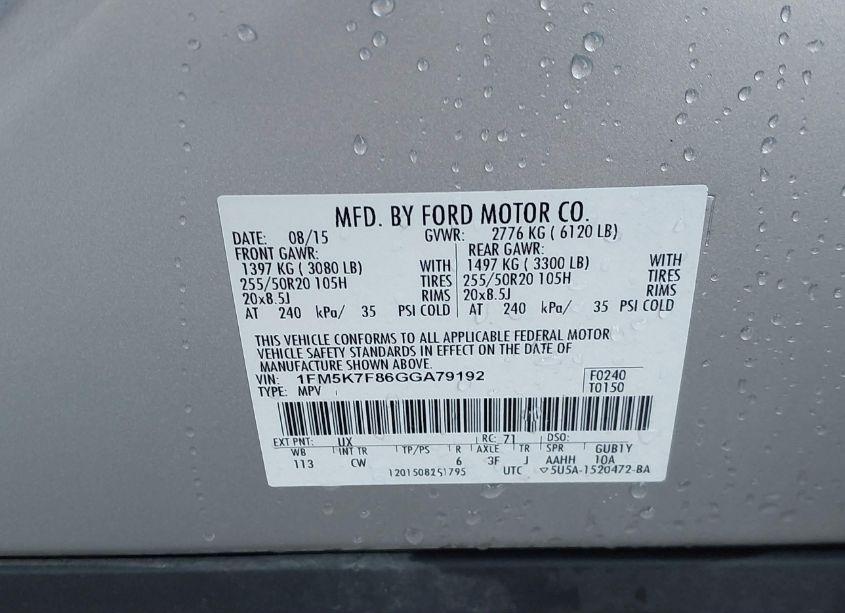 MFD. BY FORD MOTOR CO.
DATE: 08/15 GVWR: 2776 KG ( 6120 LB)
FRONT GAWR: REAR GAWR:
1397 KG ( 3080 LB) WITH 1497 KG ( 3300 LB) WITH
255/50R20 105H TIRES 255/50R20 105H TIRES
20x8.5J RIMS 20x8.5J RIMS
AT 240 kPa/ 35 PSI COLD AT 240 kPa/ 35 PSI COLD
THIS VEHICLE CONFORMS TO ALL APPLICABLE FEDERAL MOTOR
VEHICLE SAFETY STANDARDS IN EFFECT ON THE DATE OF
MANUFACTURE SHOWN ABOVE.
VIN: 1FM5K7F86GGA79192 F0240
TYPE: MPV T0150
EXT PNT: UX RC: 71 DSO:
WB INT TR TP/PS R AXLE TR SPR GUB1Y
113 CW 6 3F J AAHH 10A
1201508251795 UTC ▽5U5A-1520472-BA